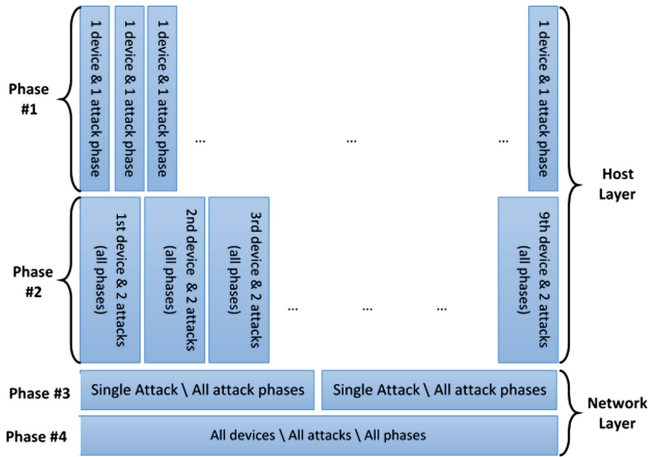 Phase
#1
1 device & 1 attack phase
1 device & 1 attack phase
1 device & 1 attack phase
...
...
...
1 device & 1 attack phase
Host
Layer
Phase
#2
1st device & 2 attacks
(all phases)
2nd device & 2 attacks
(all phases)
3rd device & 2 attacks
(all phases)
...
...
...
9th device & 2 attacks
(all phases)
Phase #3
Single Attack \ All attack phases
Single Attack \ All attack phases
Network
Layer
Phase #4
All devices \ All attacks \ All phases